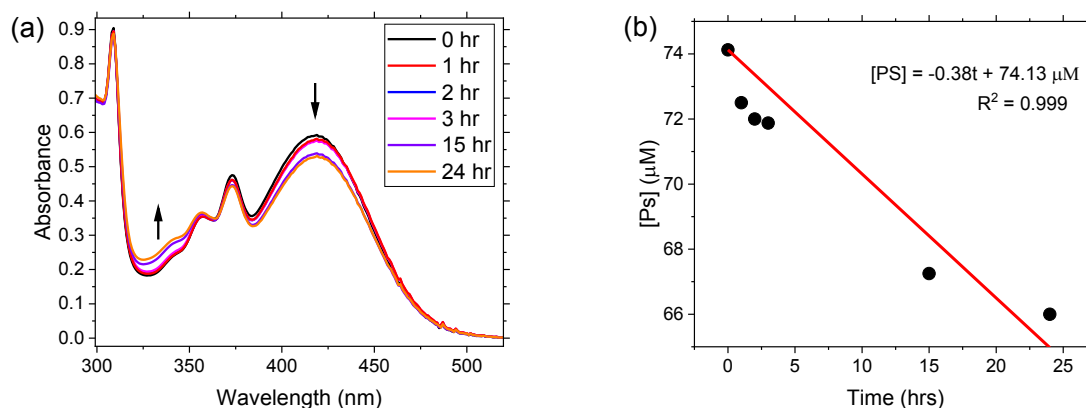 (a)
0.9
0.8
0.7
0.6
0.5
0.4
0.3
0.2
0.1
0.0
Absorbance
300 350 400 450 500
Wavelength (nm)
0 hr
1 hr
2 hr
3 hr
15 hr
24 hr
(b)
74
72
70
68
66
[Ps] (μM)
0 5 10 15 20 25
Time (hrs)
[PS] = -0.38t + 74.13 μM
R² = 0.999